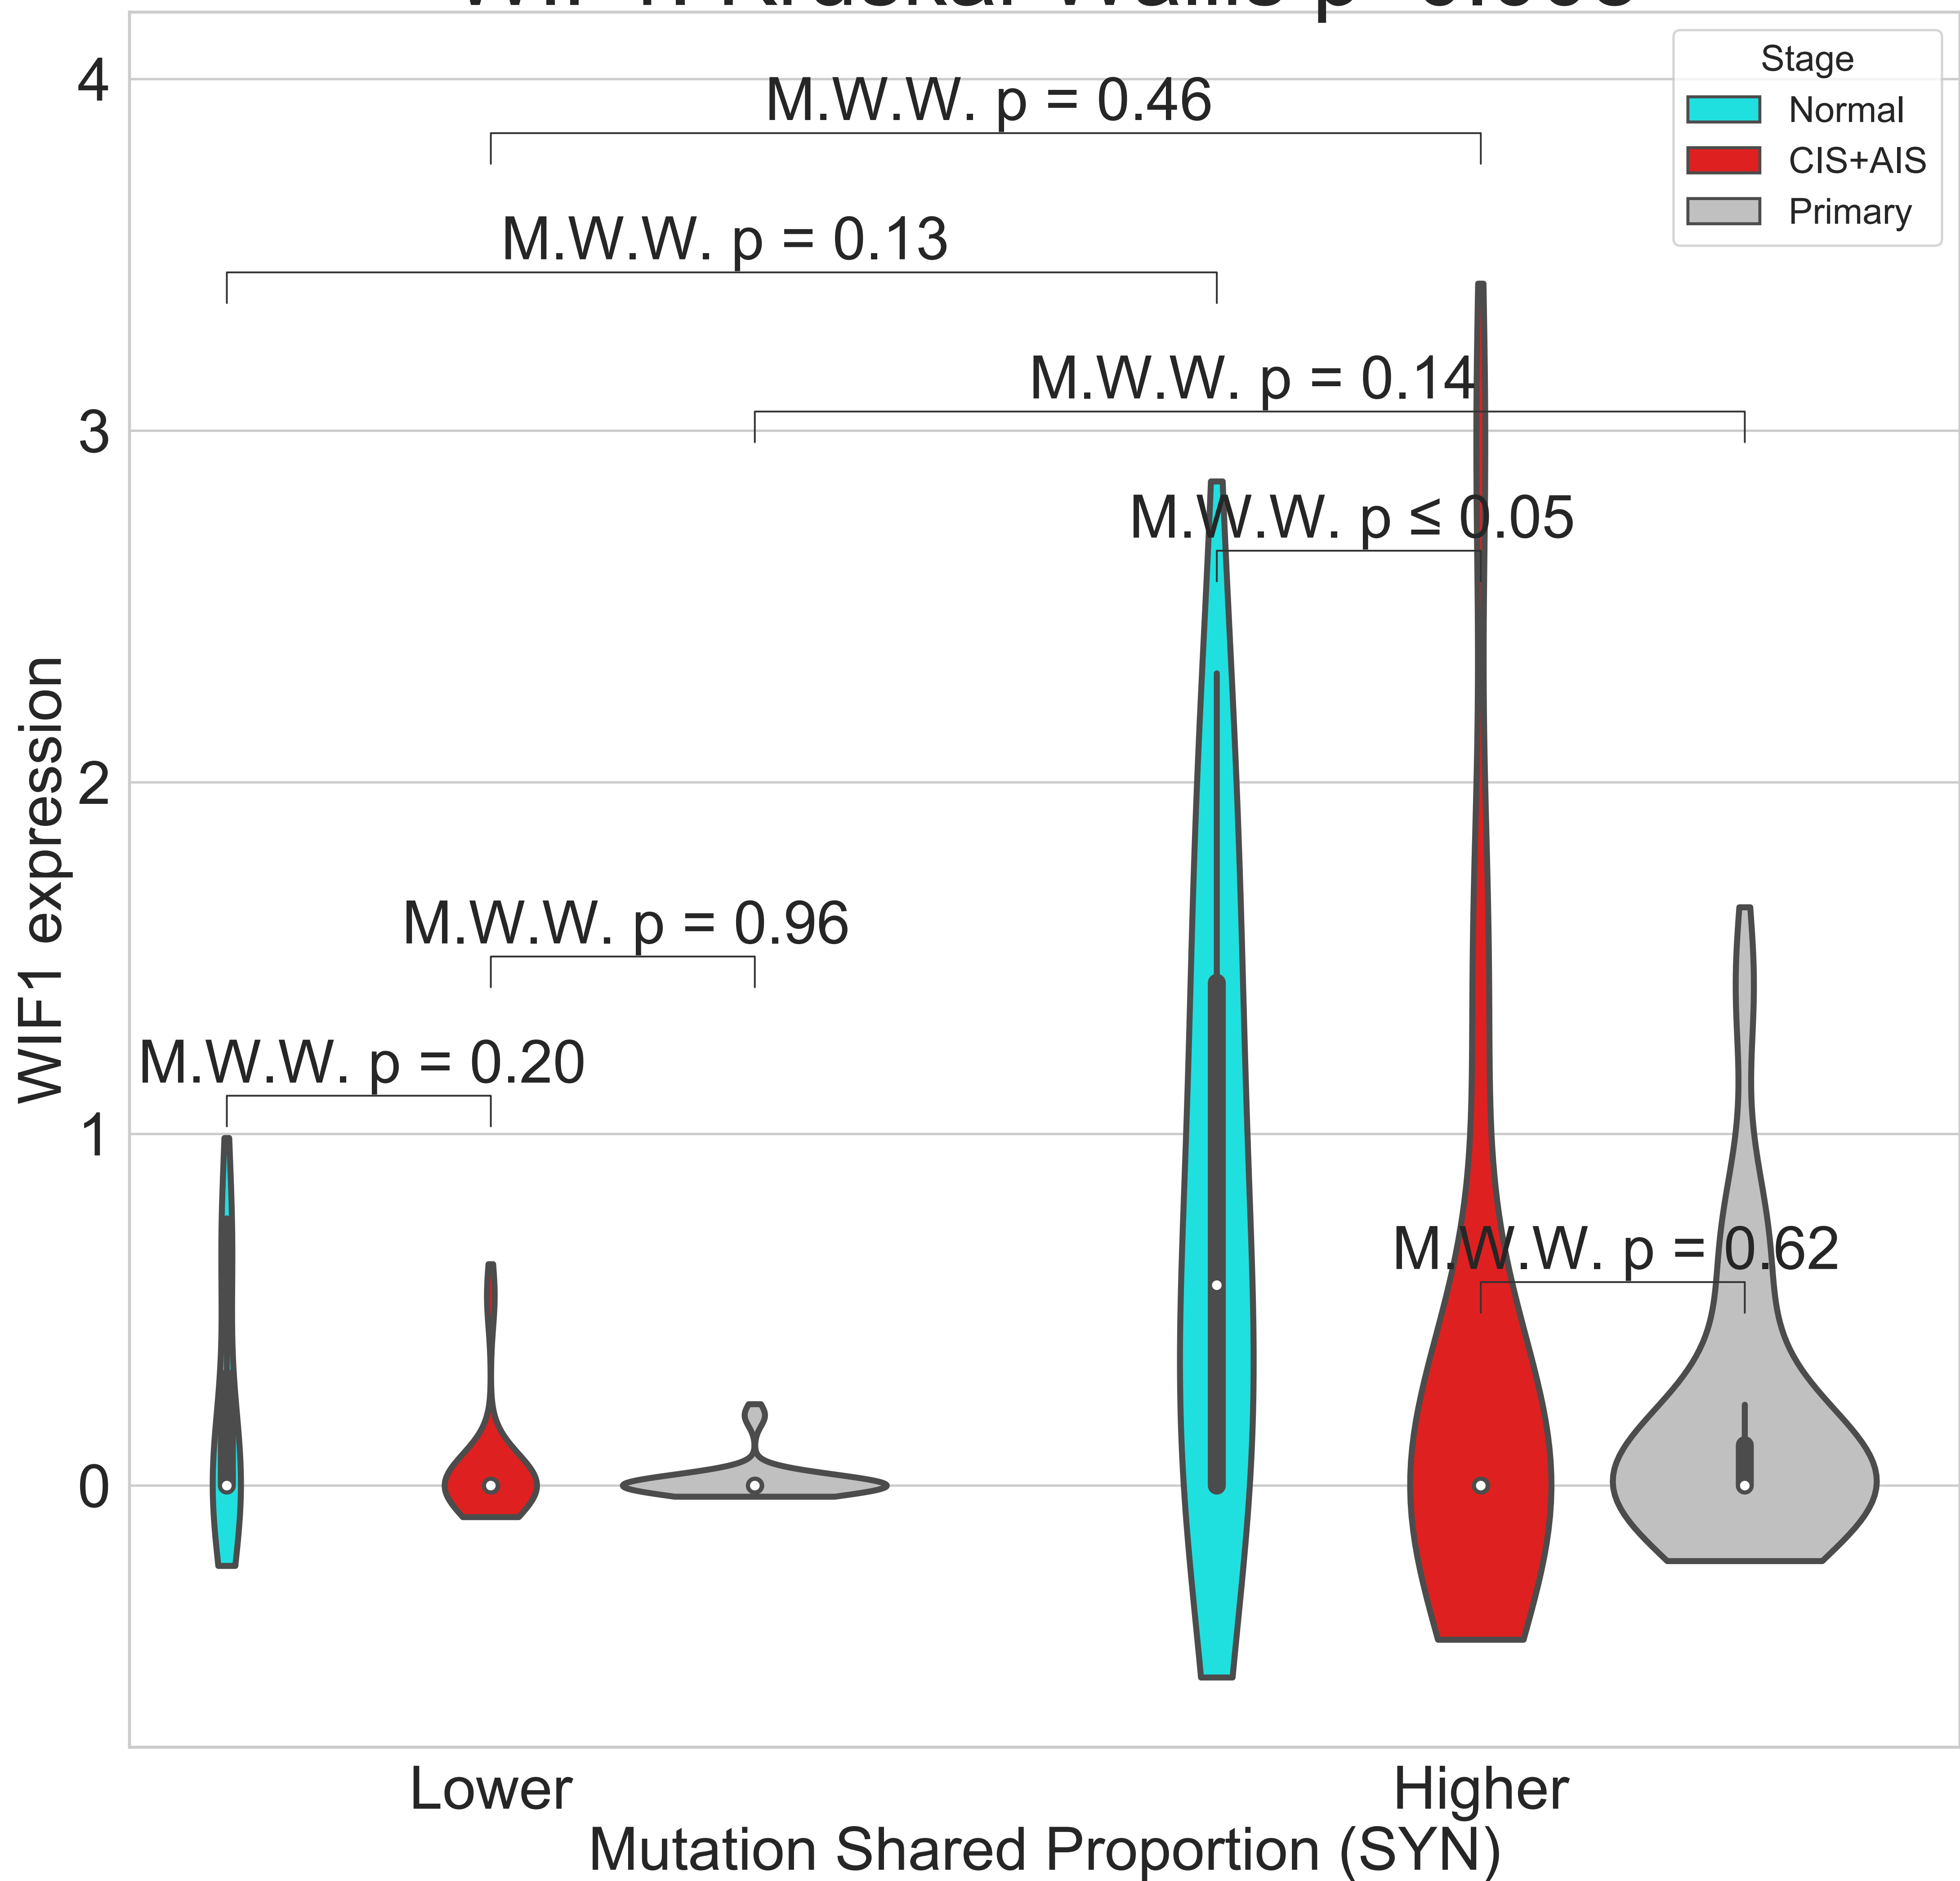 Stage
Normal
CIS+AIS
Primary
4
3
2
1
0
WIF1 expression
M.W.W. p = 0.46
M.W.W. p = 0.13
M.W.W. p = 0.14
M.W.W. p ≤ 0.05
M.W.W. p = 0.96
M.W.W. p = 0.20
M.W.W. p = 0.62
Lower
Higher
Mutation Shared Proportion (SYN)